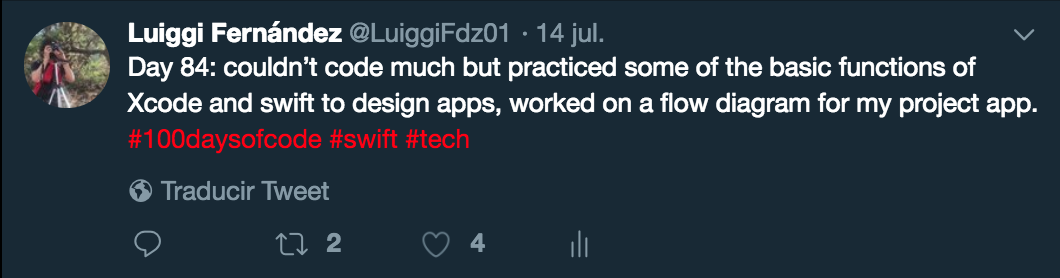 Luiggi Fernández @LuiggiFdz01 · 14 jul.
Day 84: couldn’t code much but practiced some of the basic functions of
Xcode and swift to design apps, worked on a flow diagram for my project app.
#100daysofcode #swift #tech
Traducir Tweet
2 4